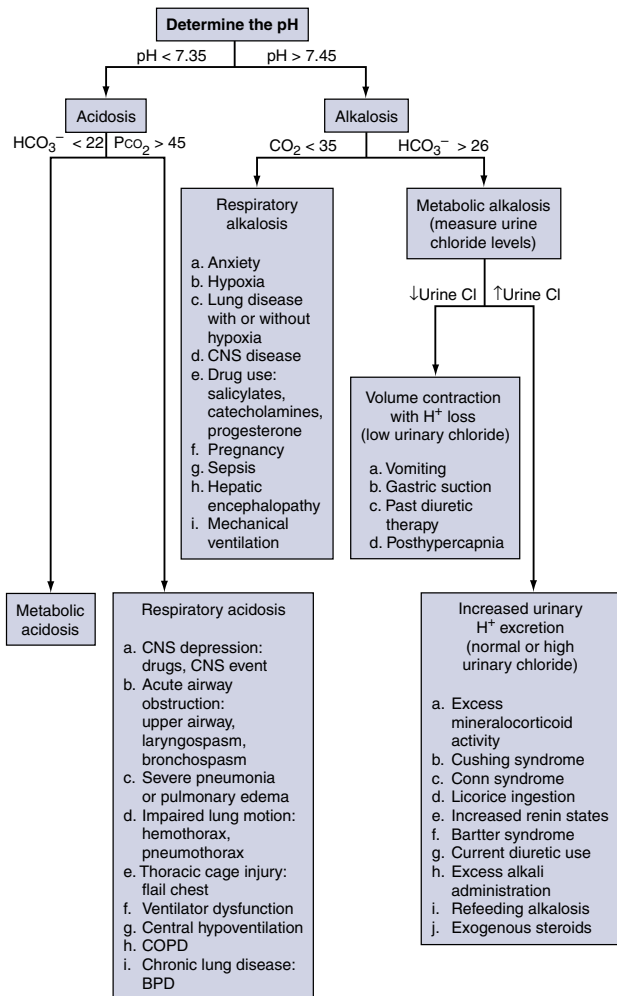 Determine the pH
pH < 7.35
pH > 7.45
Acidosis
Alkalosis
HCO₃⁻ < 22
PCO₂ > 45
CO₂ < 35
HCO₃⁻ > 26
Respiratory
alkalosis
a. Anxiety
b. Hypoxia
c. Lung disease
with or without
hypoxia
d. CNS disease
e. Drug use:
salicylates,
catecholamines,
progesterone
f. Pregnancy
g. Sepsis
h. Hepatic
encephalopathy
i. Mechanical
ventilation
Metabolic alkalosis
(measure urine
chloride levels)
↓Urine Cl
↑Urine Cl
Volume contraction
with H⁺ loss
(low urinary chloride)
a. Vomiting
b. Gastric suction
c. Past diuretic
therapy
d. Posthypercapnia
Metabolic
acidosis
Respiratory acidosis
a. CNS depression:
drugs, CNS event
b. Acute airway
obstruction:
upper airway,
laryngospasm,
bronchospasm
c. Severe pneumonia
or pulmonary edema
d. Impaired lung motion:
hemothorax,
pneumothorax
e. Thoracic cage injury:
flail chest
f. Ventilator dysfunction
g. Central hypoventilation
h. COPD
i. Chronic lung disease:
BPD
Increased urinary
H⁺ excretion
(normal or high
urinary chloride)
a. Excess
mineralocorticoid
activity
b. Cushing syndrome
c. Conn syndrome
d. Licorice ingestion
e. Increased renin states
f. Bartter syndrome
g. Current diuretic use
h. Excess alkali
administration
i. Refeeding alkalosis
j. Exogenous steroids